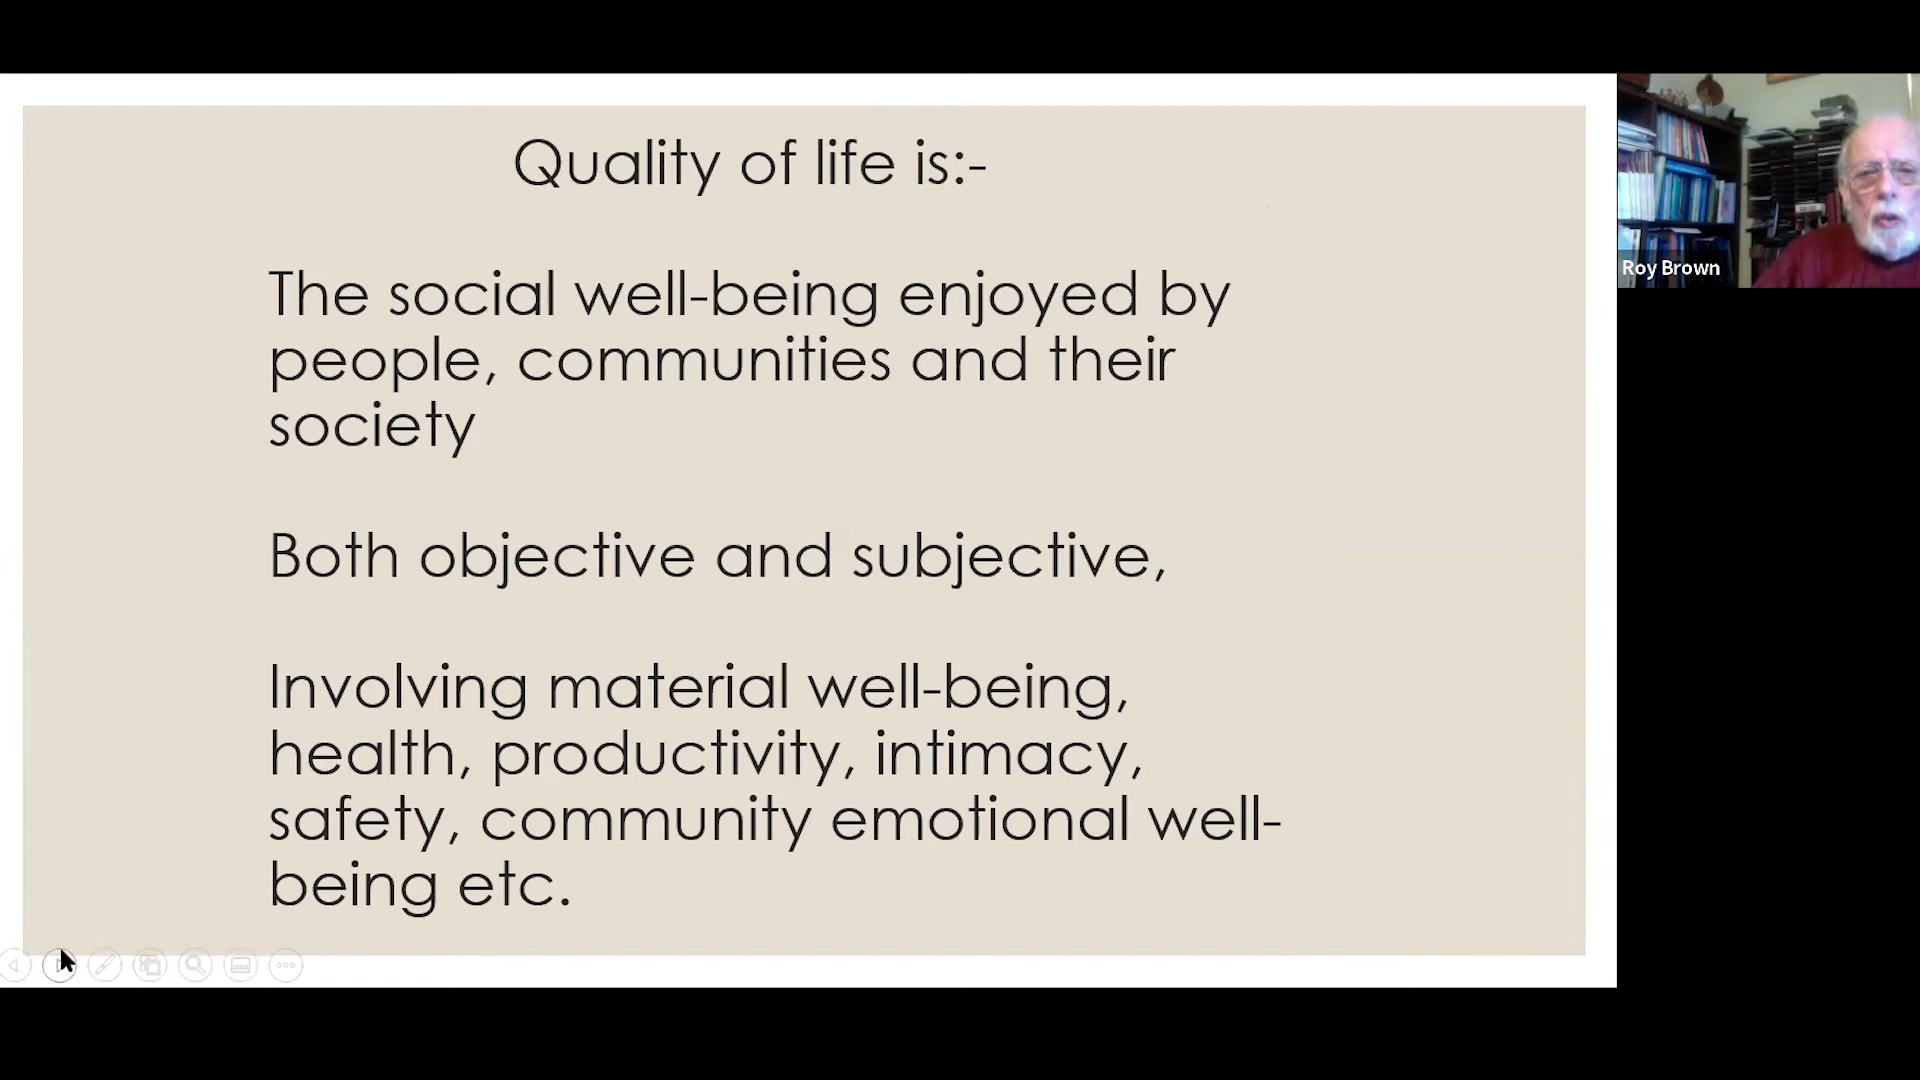 Quality of life is:-
The social well-being enjoyed by
people, communities and their
society
Both objective and subjective,
Involving material well-being,
health, productivity, intimacy,
safety, community emotional well-
being etc.
Roy Brown